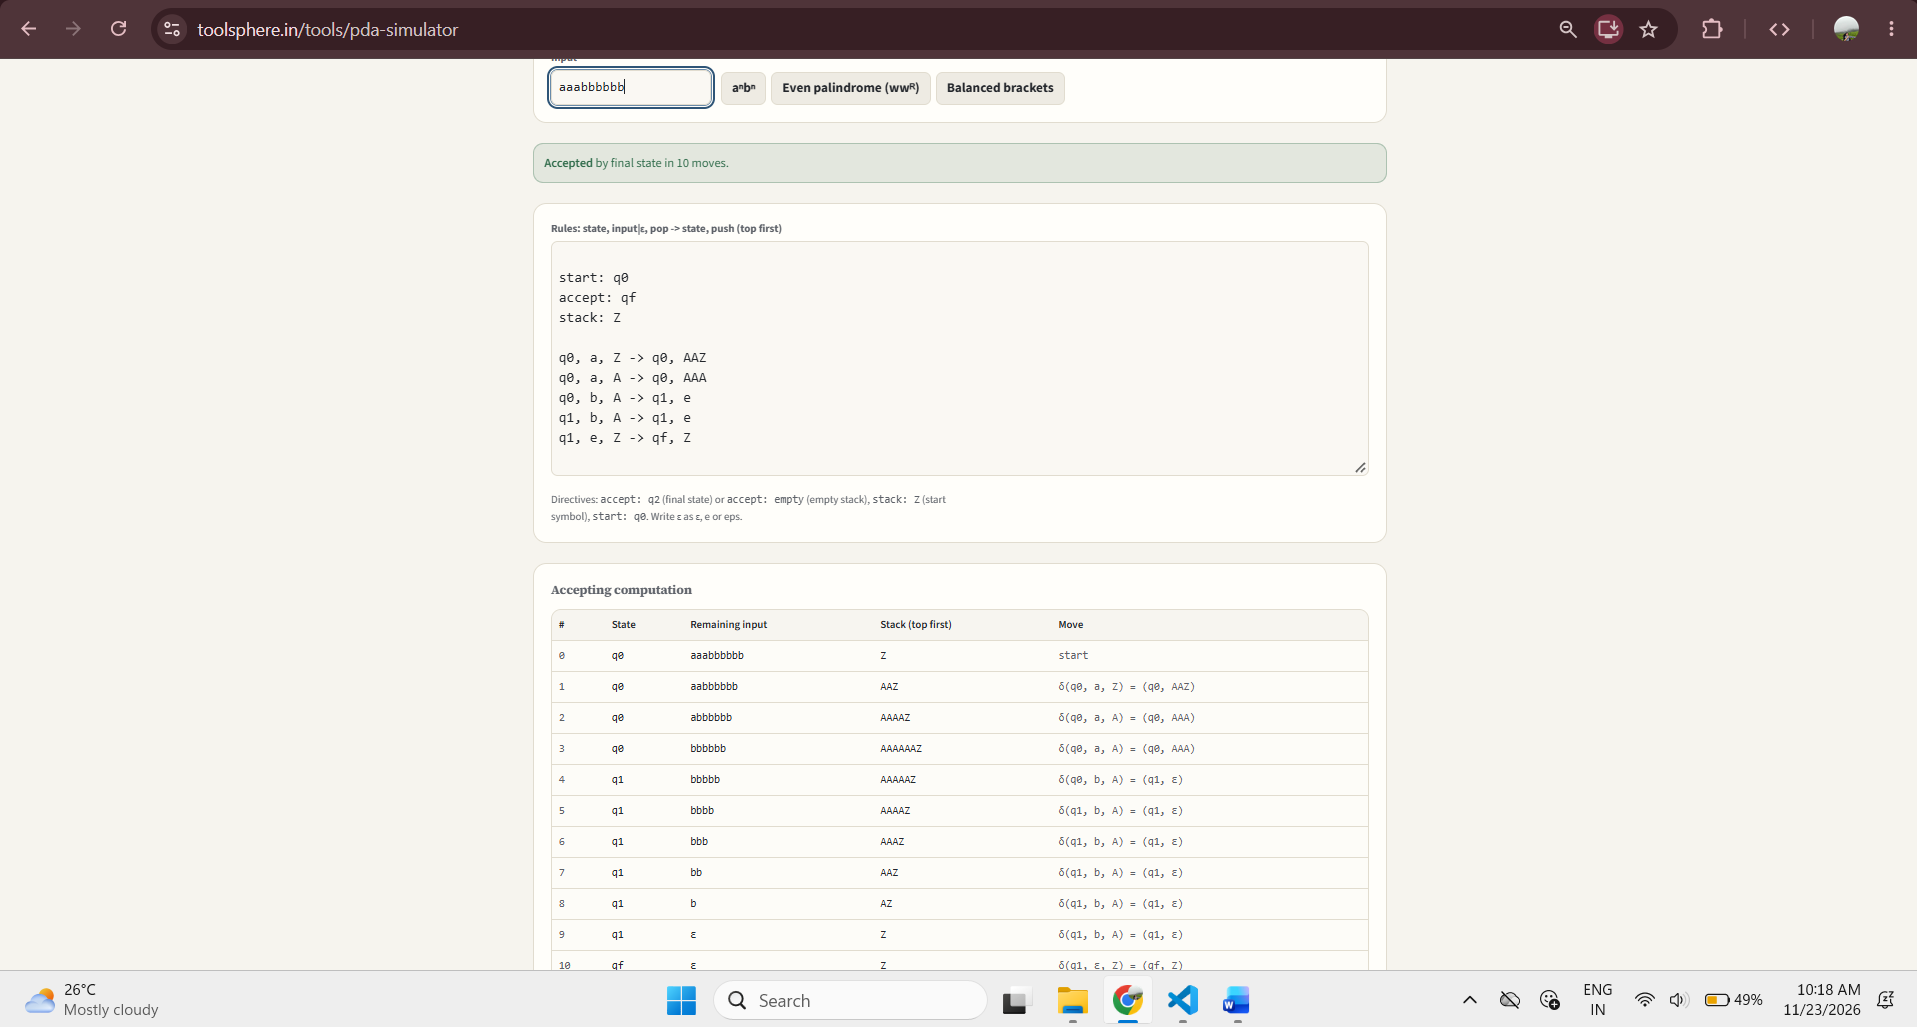 toolsphere.in/tools/pda-simulator
Input
aaabbbbbb aⁿbⁿ Even palindrome (wwᴿ) Balanced brackets
Accepted by final state in 10 moves.
Rules: state, input|ε, pop -> state, push (top first)
start: q0
accept: qf
stack: Z
q0, a, Z -> q0, AAZ
q0, a, A -> q0, AAA
q0, b, A -> q1, e
q1, b, A -> q1, e
q1, e, Z -> qf, Z
Directives: accept: q2 (final state) or accept: empty (empty stack), stack: Z (start
symbol), start: q0. Write ε as ε, e or eps.
Accepting computation
# State Remaining input Stack (top first) Move
0 q0 aaabbbbbb Z start
1 q0 aabbbbbb AAZ δ(q0, a, Z) = (q0, AAZ)
2 q0 abbbbbb AAAAZ δ(q0, a, A) = (q0, AAA)
3 q0 bbbbbb AAAAAAZ δ(q0, a, A) = (q0, AAA)
4 q1 bbbbb AAAAAZ δ(q0, b, A) = (q1, ε)
5 q1 bbbb AAAAZ δ(q1, b, A) = (q1, ε)
6 q1 bbb AAAZ δ(q1, b, A) = (q1, ε)
7 q1 bb AAZ δ(q1, b, A) = (q1, ε)
8 q1 b AZ δ(q1, b, A) = (q1, ε)
9 q1 ε Z δ(q1, b, A) = (q1, ε)
10 qf ε Z δ(q1, ε, Z) = (qf, Z)
26°C
Mostly cloudy
Search
ENG
IN
49%
10:18 AM
11/23/2026